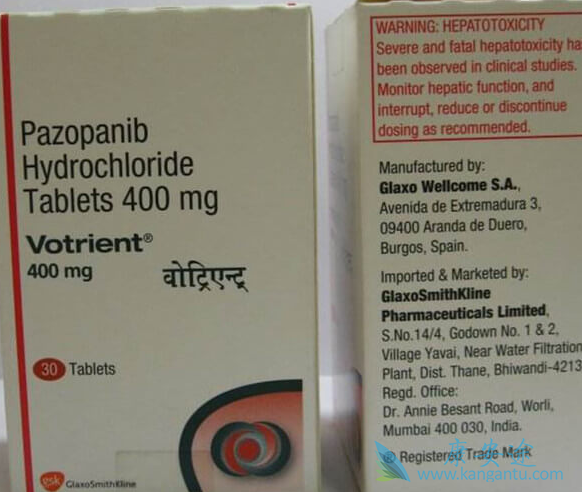 Pazopanib
Hydrochloride
Tablets 400 mg
Votrient®
400 mg
वोट्रिएन्ट्
30 Tablets
gsk GlaxoSmithKline
WARNING: HEPATOTOXICITY
Severe and fatal hepatotoxicity ha
been observed in clinical studies.
Monitor hepatic function, and
interrupt, reduce or discontinue
dosing as recommended.
Manufactured by:
Glaxo Wellcome S.A.,
Avenida de Extremadura 3,
09400 Aranda de Duero,
Burgos, Spain.
Imported & Marketed by:
GlaxoSmithKline
Pharmaceuticals Limited,
S.No.14/4, Godown No. 1 & 2,
Village Yavai, Near Water Filtration
Plant, Dist. Thane, Bhiwandi-4213
Regd. Office:
Dr. Annie Besant Road, Worli,
Mumbai 400 030, India.
® Registered Trade Mark
www.kangantu.com